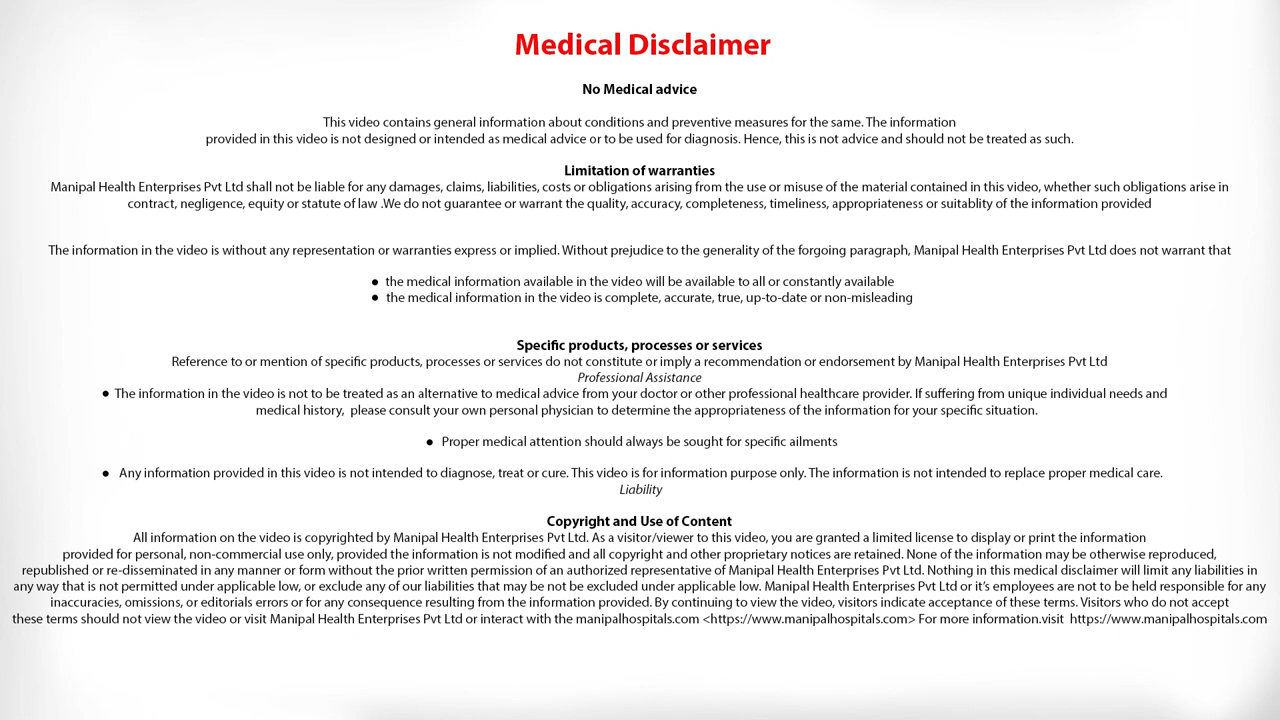 Medical Disclaimer
No Medical advice
This video contains general information about conditions and preventive measures for the same. The information
provided in this video is not designed or intended as medical advice or to be used for diagnosis. Hence, this is not advice and should not be treated as such.
Limitation of warranties
Manipal Health Enterprises Pvt Ltd shall not be liable for any damages, claims, liabilities, costs or obligations arising from the use or misuse of the material contained in this video, whether such obligations arise in
contract, negligence, equity or statute of law .We do not guarantee or warrant the quality, accuracy, completeness, timeliness, appropriateness or suitablity of the information provided
The information in the video is without any representation or warranties express or implied. Without prejudice to the generality of the forgoing paragraph, Manipal Health Enterprises Pvt Ltd does not warrant that
● the medical information available in the video will be available to all or constantly available
● the medical information in the video is complete, accurate, true, up-to-date or non-misleading
Specific products, processes or services
Reference to or mention of specific products, processes or services do not constitute or imply a recommendation or endorsement by Manipal Health Enterprises Pvt Ltd
Professional Assistance
● The information in the video is not to be treated as an alternative to medical advice from your doctor or other professional healthcare provider. If suffering from unique individual needs and
medical history, please consult your own personal physician to determine the appropriateness of the information for your specific situation.
● Proper medical attention should always be sought for specific ailments
● Any information provided in this video is not intended to diagnose, treat or cure. This video is for information purpose only. The information is not intended to replace proper medical care.
Liability
Copyright and Use of Content
All information on the video is copyrighted by Manipal Health Enterprises Pvt Ltd. As a visitor/viewer to this video, you are granted a limited license to display or print the information
provided for personal, non-commercial use only, provided the information is not modified and all copyright and other proprietary notices are retained. None of the information may be otherwise reproduced,
republished or re-disseminated in any manner or form without the prior written permission of an authorized representative of Manipal Health Enterprises Pvt Ltd. Nothing in this medical disclaimer will limit any liabilities in
any way that is not permitted under applicable low, or exclude any of our liabilities that may be not be excluded under applicable low. Manipal Health Enterprises Pvt Ltd or it's employees are not to be held responsible for any
inaccuracies, omissions, or editorials errors or for any consequence resulting from the information provided. By continuing to view the video, visitors indicate acceptance of these terms. Visitors who do not accept
these terms should not view the video or visit Manipal Health Enterprises Pvt Ltd or interact with the manipalhospitals.com <https://www.manipalhospitals.com> For more information.visit https://www.manipalhospitals.com